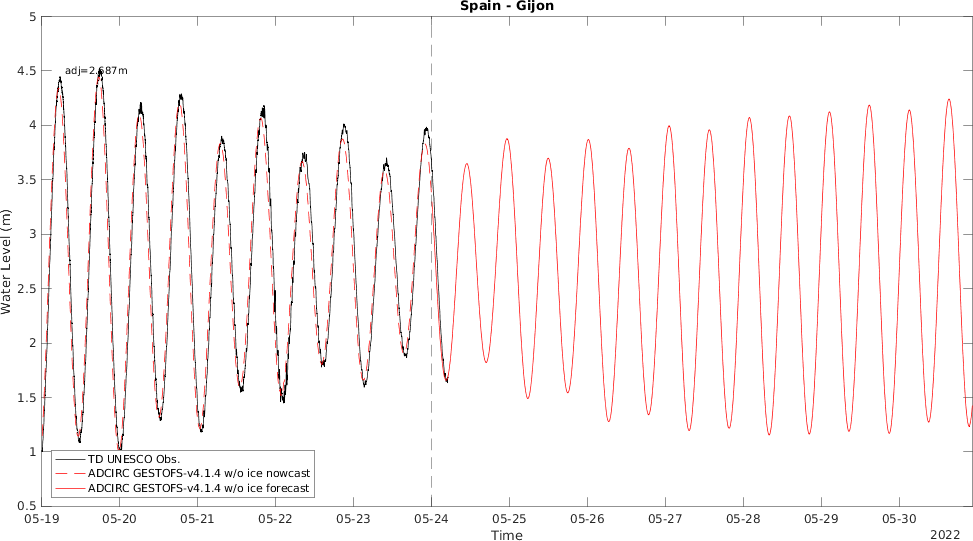 Spain - Gijon
5
4.5
4
3.5
3
2.5
2
1.5
1
0.5
Water Level (m)
adj=2.687m
TD UNESCO Obs.
ADCIRC GESTOFS-v4.1.4 w/o ice nowcast
ADCIRC GESTOFS-v4.1.4 w/o ice forecast
05-19 05-20 05-21 05-22 05-23 05-24 05-25 05-26 05-27 05-28 05-29 05-30
Time
2022